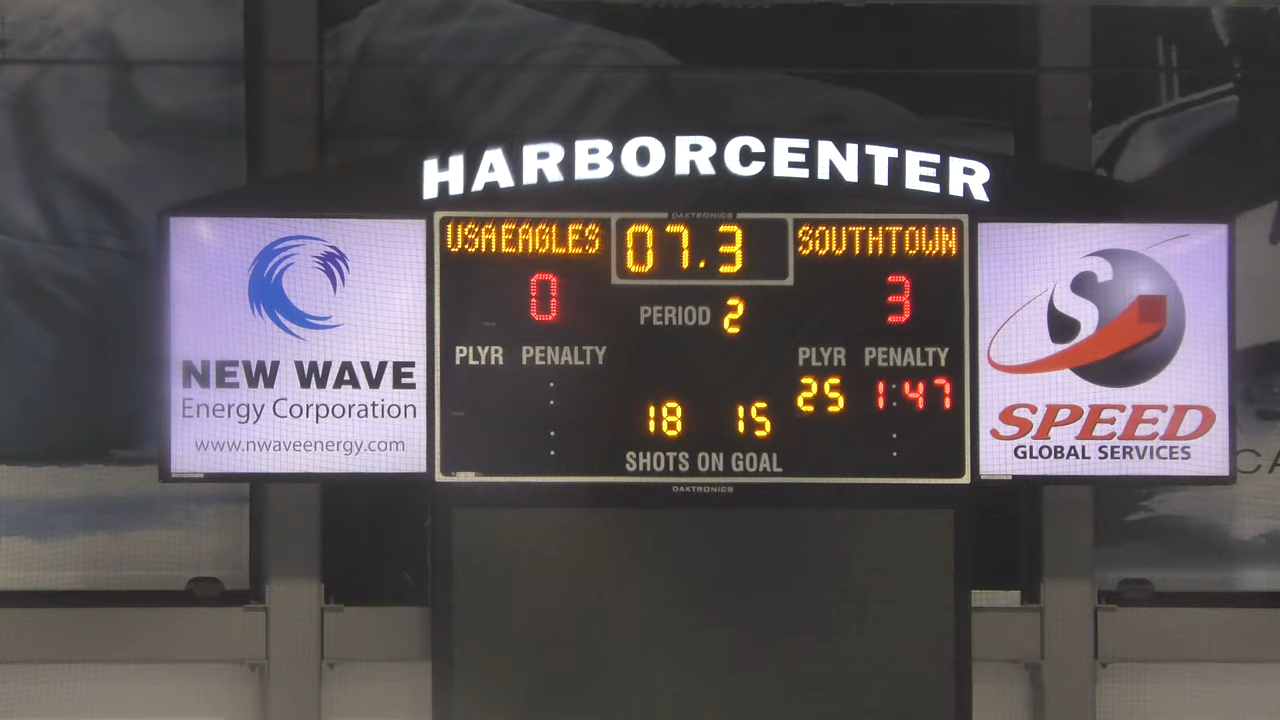 HARBORCENTER
DAKTRONICS
USA EAGLES 07.3 SOUTHTOWN
0 PERIOD 2 3
PLYR PENALTY PLYR PENALTY
25 1:47
18 15
SHOTS ON GOAL
DAKTRONICS
NEW WAVE
Energy Corporation
www.nwaveenergy.com
S
SPEED
GLOBAL SERVICES
CA